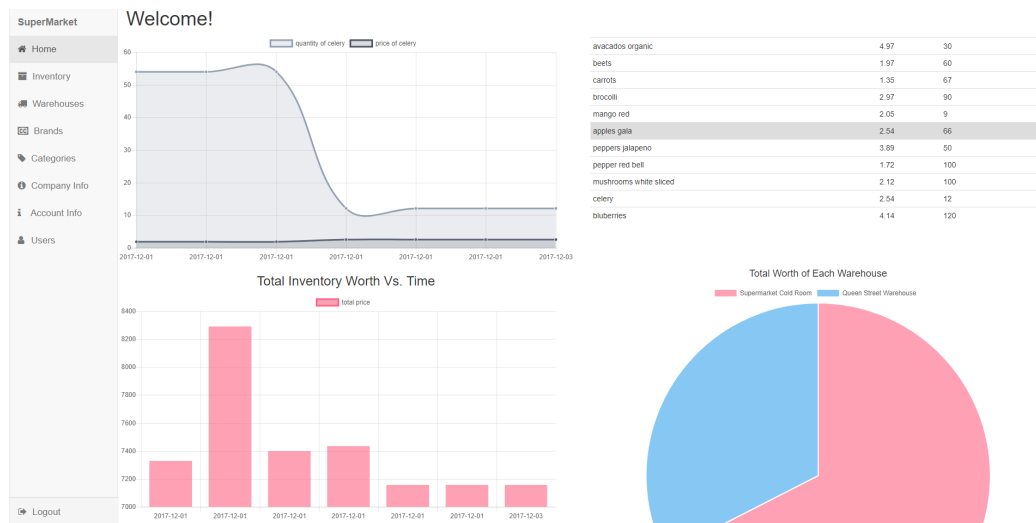 SuperMarket
Home
Inventory
Warehouses
Brands
Categories
Company Info
Account Info
Users
Logout
Welcome!
quantity of celery price of celery
60
50
40
30
20
10
0
2017-12-01 2017-12-01 2017-12-01 2017-12-01 2017-12-01 2017-12-01 2017-12-03
avacados organic 4.97 30
beets 1.97 60
carrots 1.35 67
brocolli 2.97 90
mango red 2.05 9
apples gala 2.54 66
peppers jalapeno 3.89 50
pepper red bell 1.72 100
mushrooms white sliced 2.12 100
celery 2.54 12
bluberries 4.14 120
Total Inventory Worth Vs. Time
total price
8400
8200
8000
7800
7600
7400
7200
7000
2017-12-01 2017-12-01 2017-12-01 2017-12-01 2017-12-01 2017-12-01 2017-12-03
Total Worth of Each Warehouse
Supermarket Cold Room Queen Street Warehouse